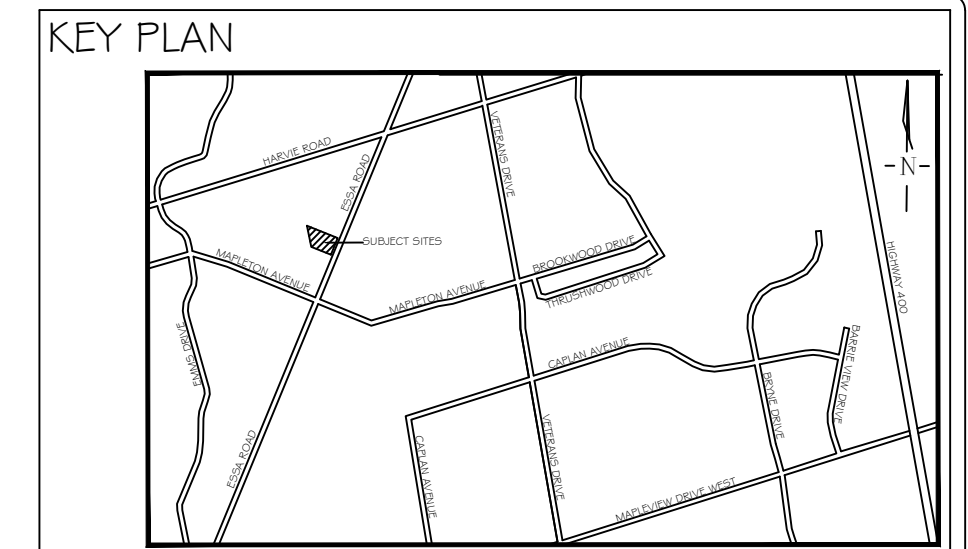 KEY PLAN
HARVIE ROAD
ESSA ROAD
VETERANS DRIVE
-N-
SUBJECT SITES
BROOKWOOD DRIVE
MAPLETON AVENUE
THRUSHWOOD DRIVE
MAPLETON AVENUE
HIGHWAY 400
EMMS DRIVE
CAPLAN AVENUE
BARRIE VIEW DRIVE
BRYNE DRIVE
ESSA ROAD
CAPLAN AVENUE
VETERANS DRIVE
MAPLEVIEW DRIVE WEST